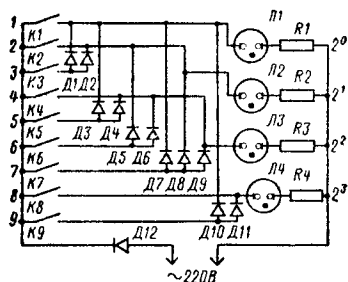 1 Л1 R1 2⁰
К1
2
К2
3 Л2 R2 2¹
К3 Д1 Д2
4
К4 Л3 R3 2²
5
К5 Д3 Д4
6 Д5 Д6
К6
7 Л4 R4 2³
К7 Д7 Д8 Д9
8
К8
9 Д10 Д11
К9 Д12
~220В